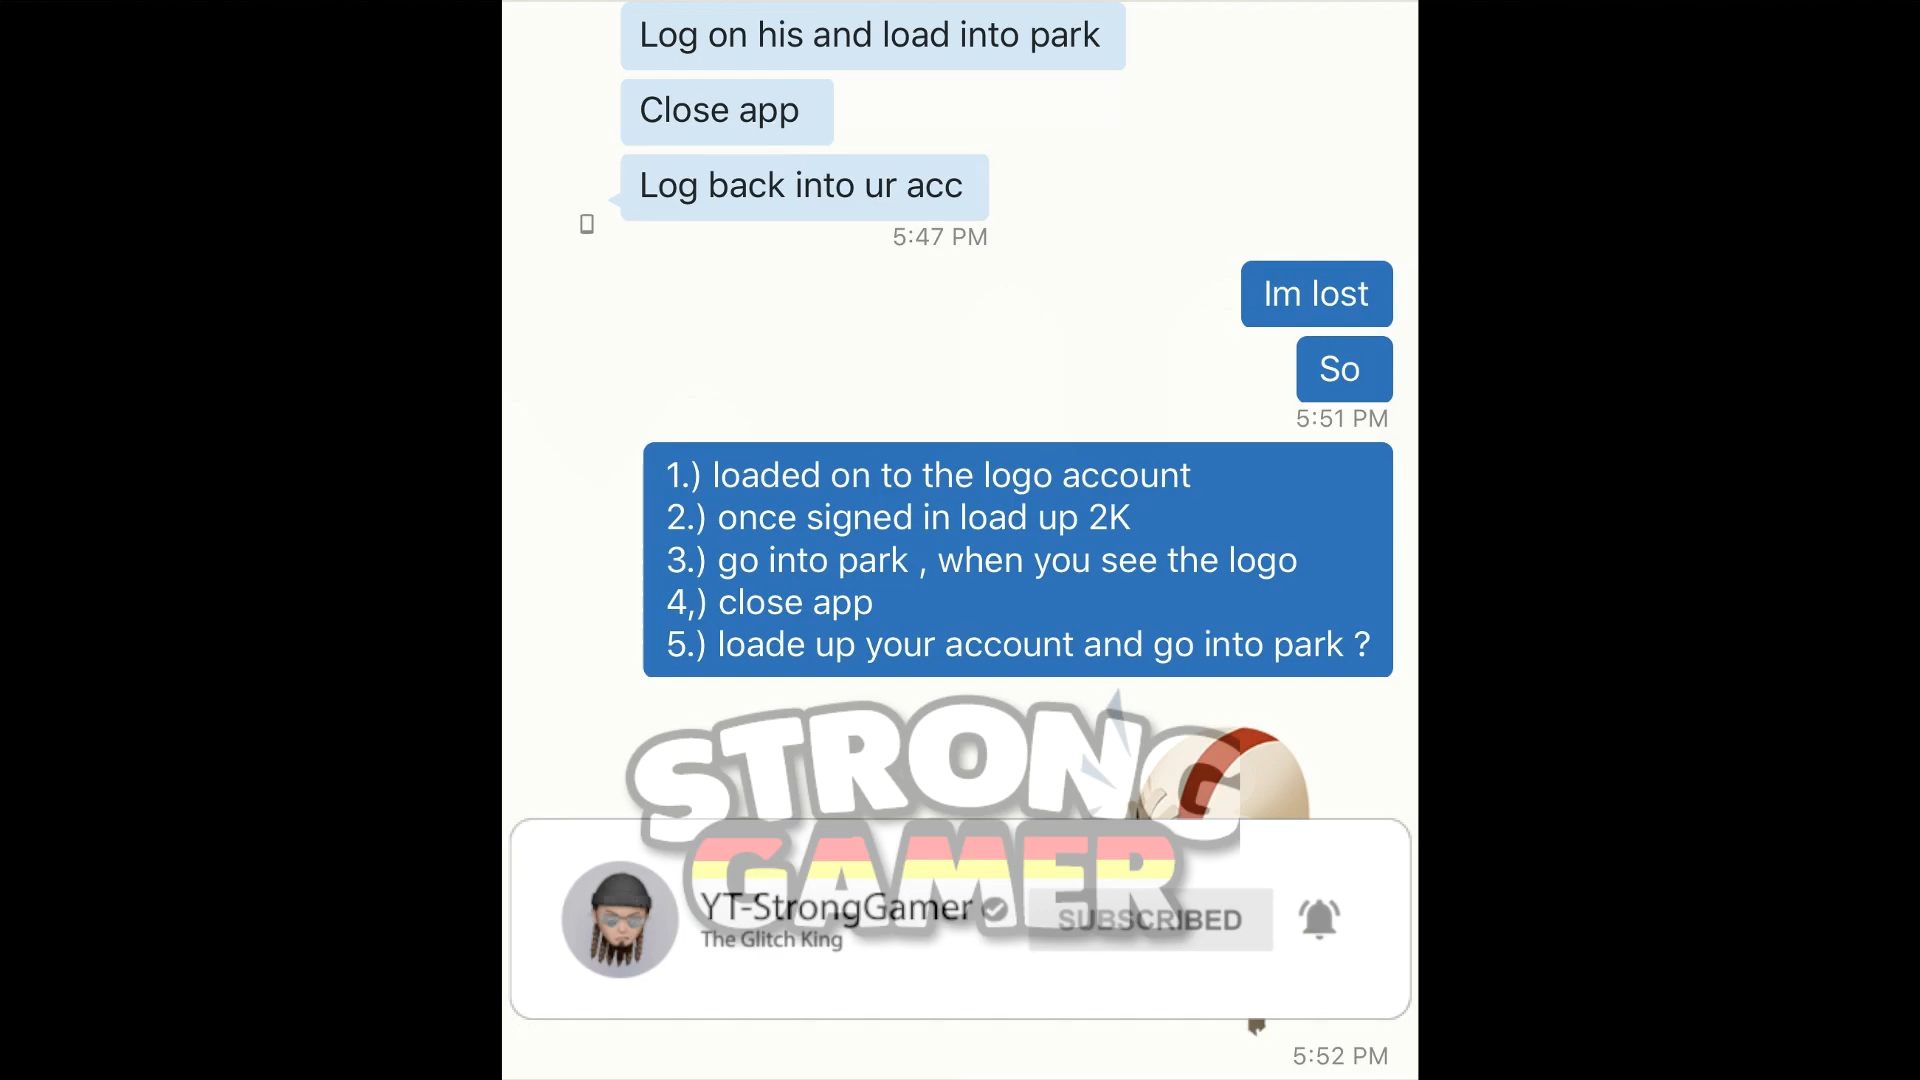 Log on his and load into park
Close app
Log back into ur acc
5:47 PM
Im lost
So
5:51 PM
1.) loaded on to the logo account
2.) once signed in load up 2K
3.) go into park , when you see the logo
4,) close app
5.) loade up your account and go into park ?
STRONG
GAMER
YT-StrongGamer
The Glitch King
SUBSCRIBED
5:52 PM